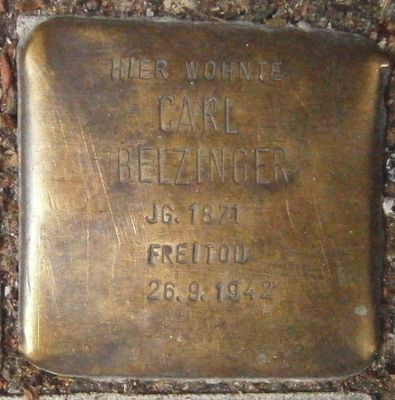 HIER WOHNTE
CARL
BELZINGER
JG. 1871
FREITOD
26.9.1942